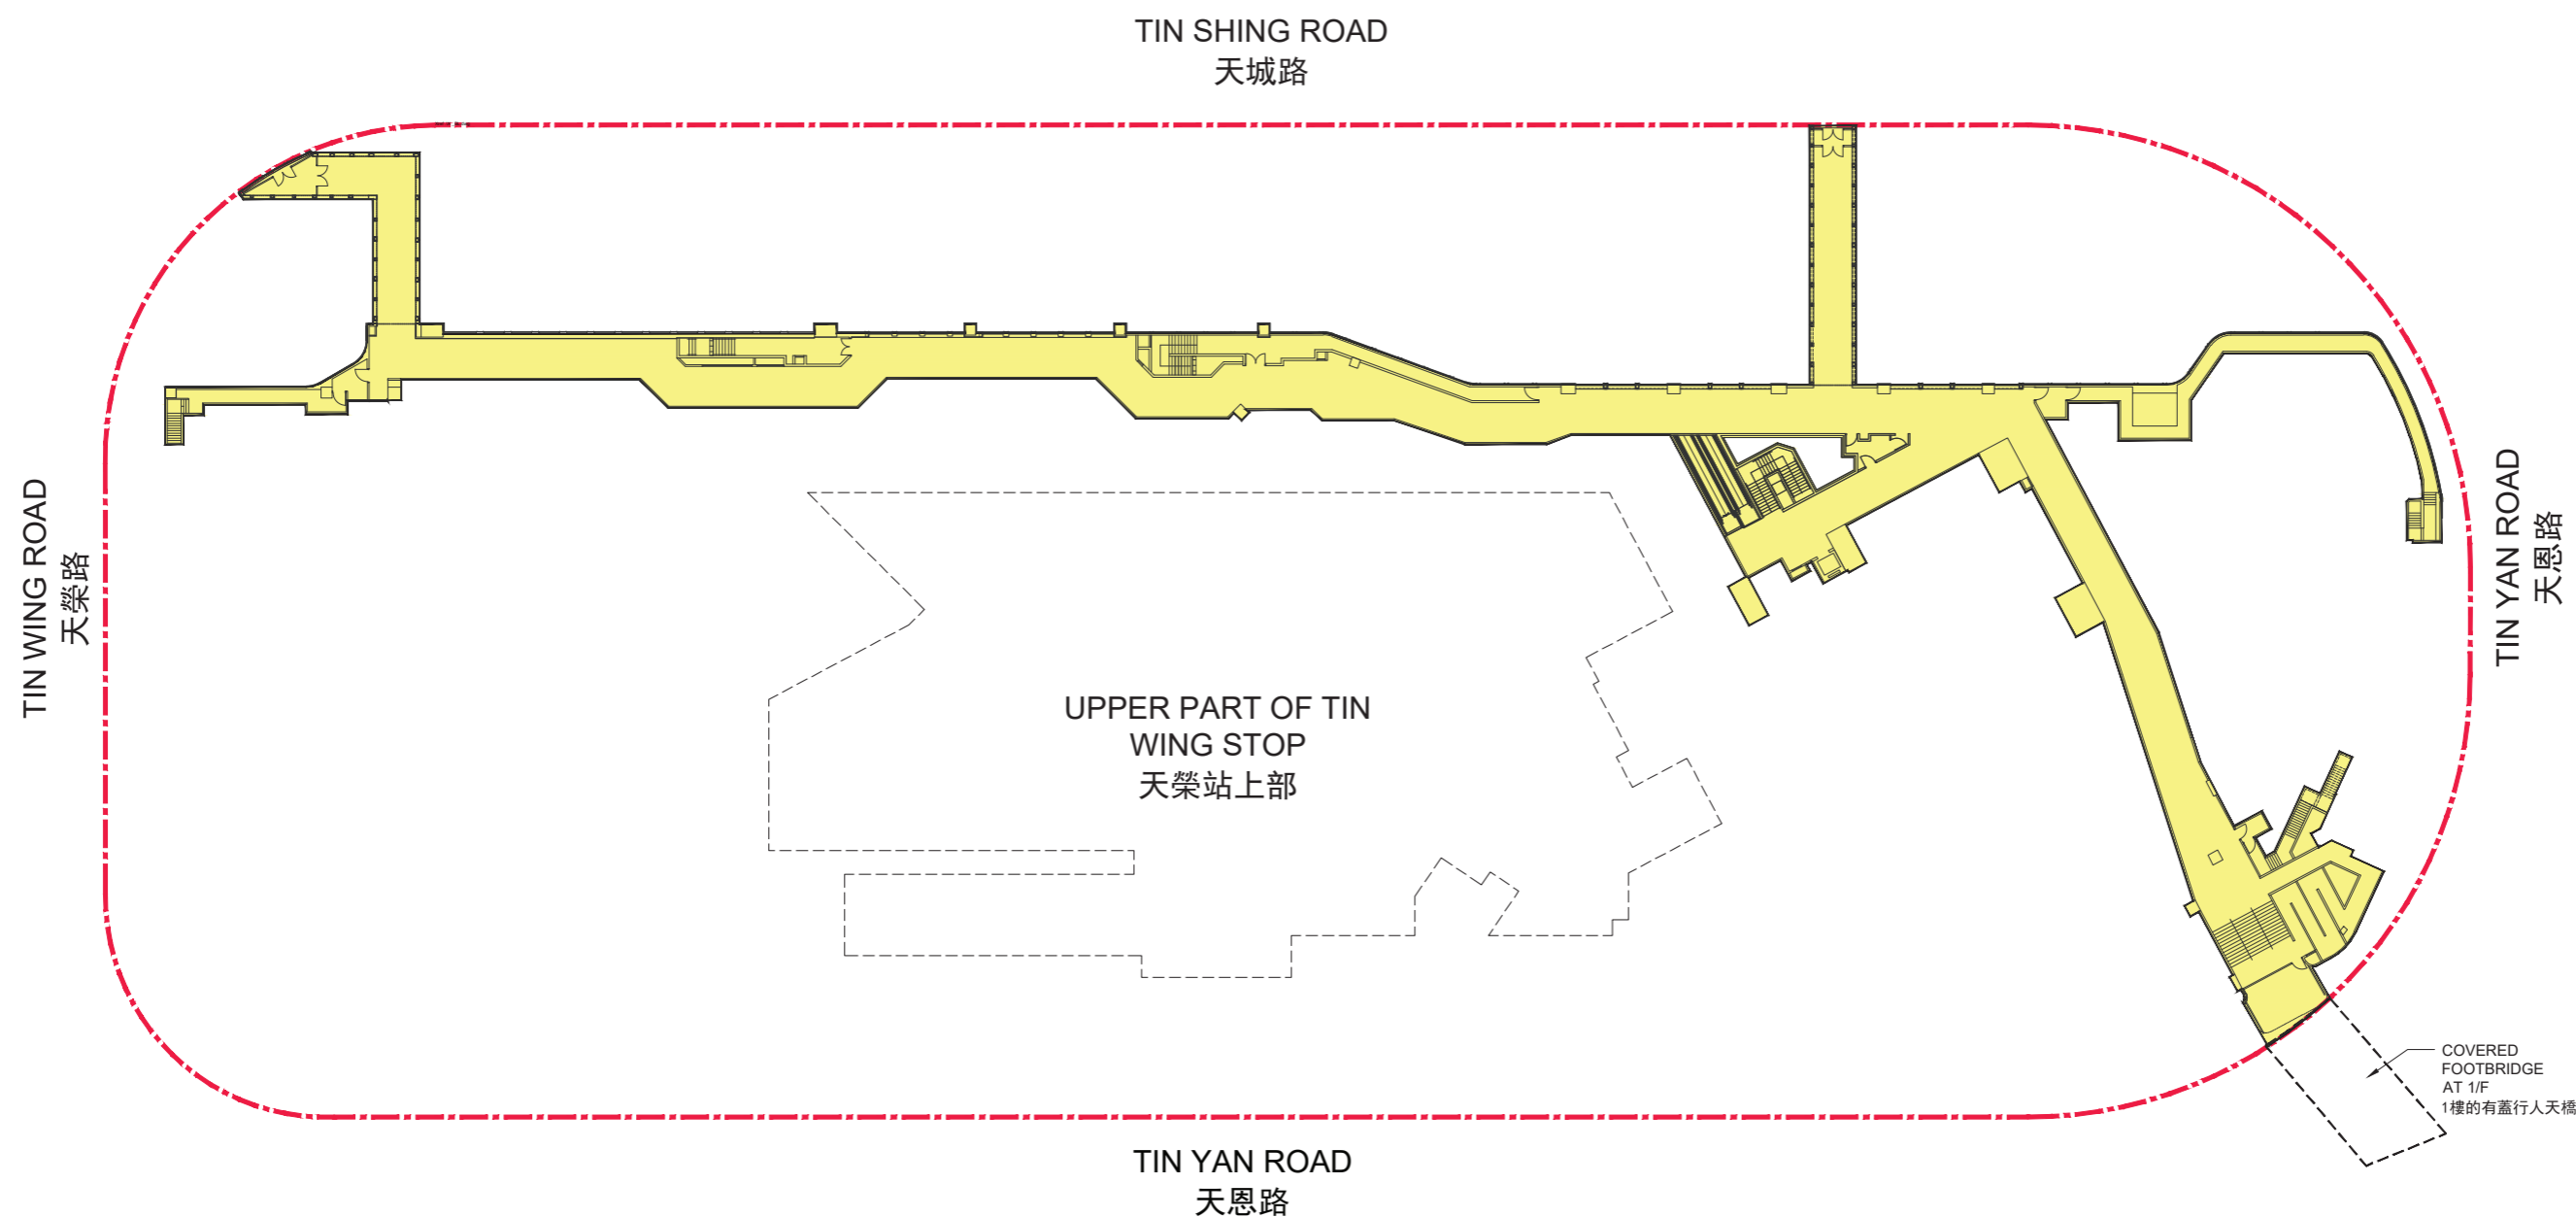 TIN SHING ROAD
天城路
TIN WING ROAD
天榮路
UPPER PART OF TIN
WING STOP
天榮站上部
TIN YAN ROAD
天恩路
COVERED
FOOTBRIDGE
AT 1/F
1樓的有蓋行人天橋
TIN YAN ROAD
天恩路